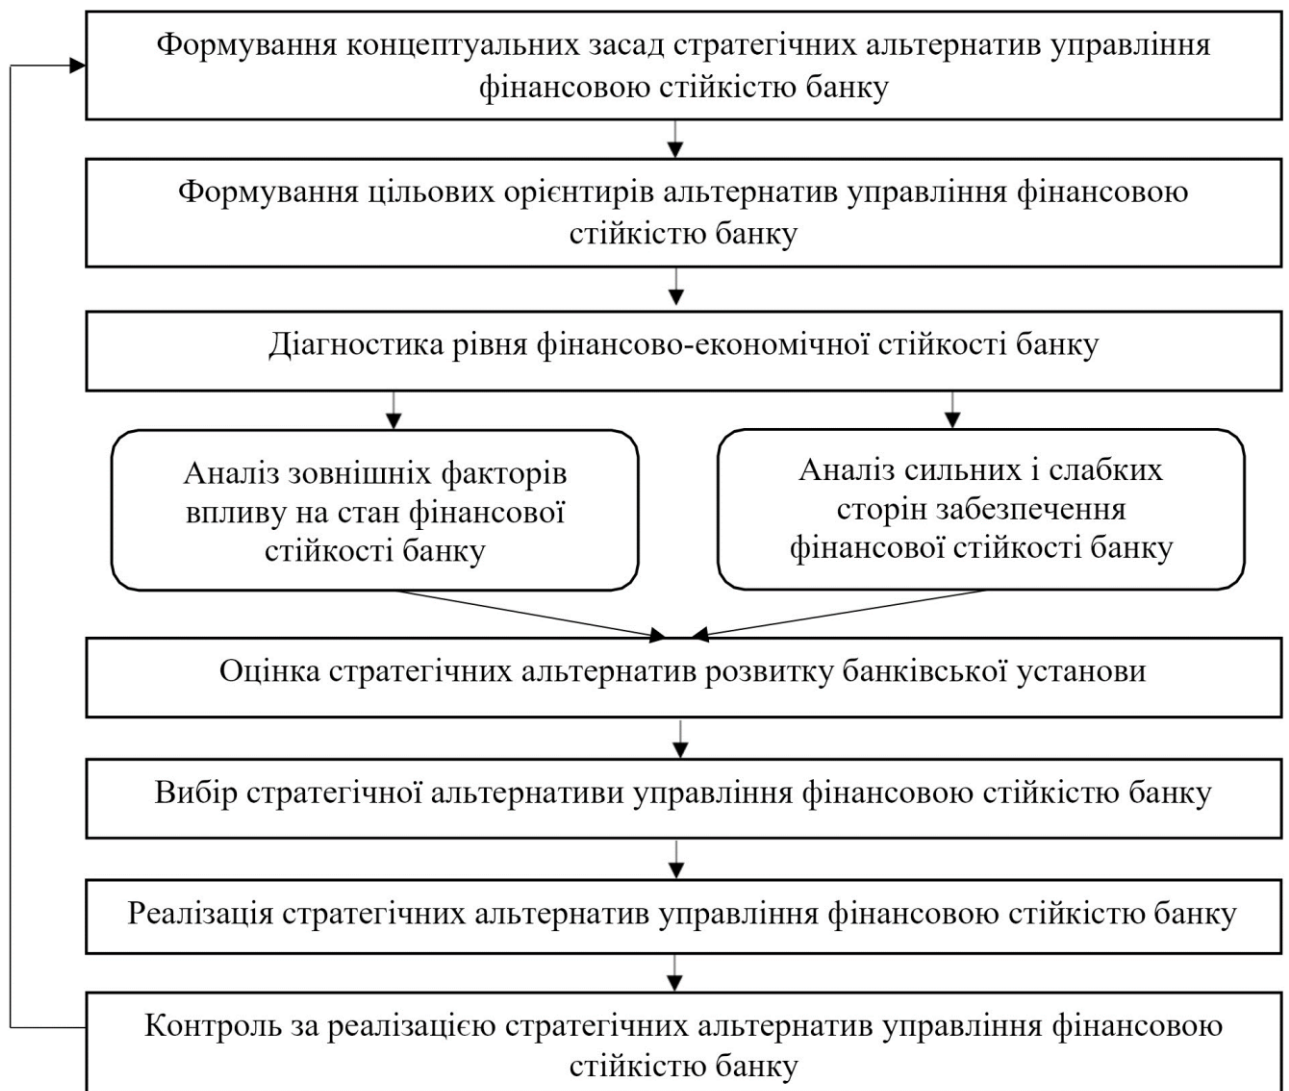 Формування концептуальних засад стратегічних альтернатив управління
фінансовою стійкістю банку
Формування цільових орієнтирів альтернатив управління фінансовою
стійкістю банку
Діагностика рівня фінансово-економічної стійкості банку
Аналіз зовнішніх факторів
впливу на стан фінансової
стійкості банку
Аналіз сильних і слабких
сторін забезпечення
фінансової стійкості банку
Оцінка стратегічних альтернатив розвитку банківської установи
Вибір стратегічної альтернативи управління фінансовою стійкістю банку
Реалізація стратегічних альтернатив управління фінансовою стійкістю банку
Контроль за реалізацією стратегічних альтернатив управління фінансовою
стійкістю банку